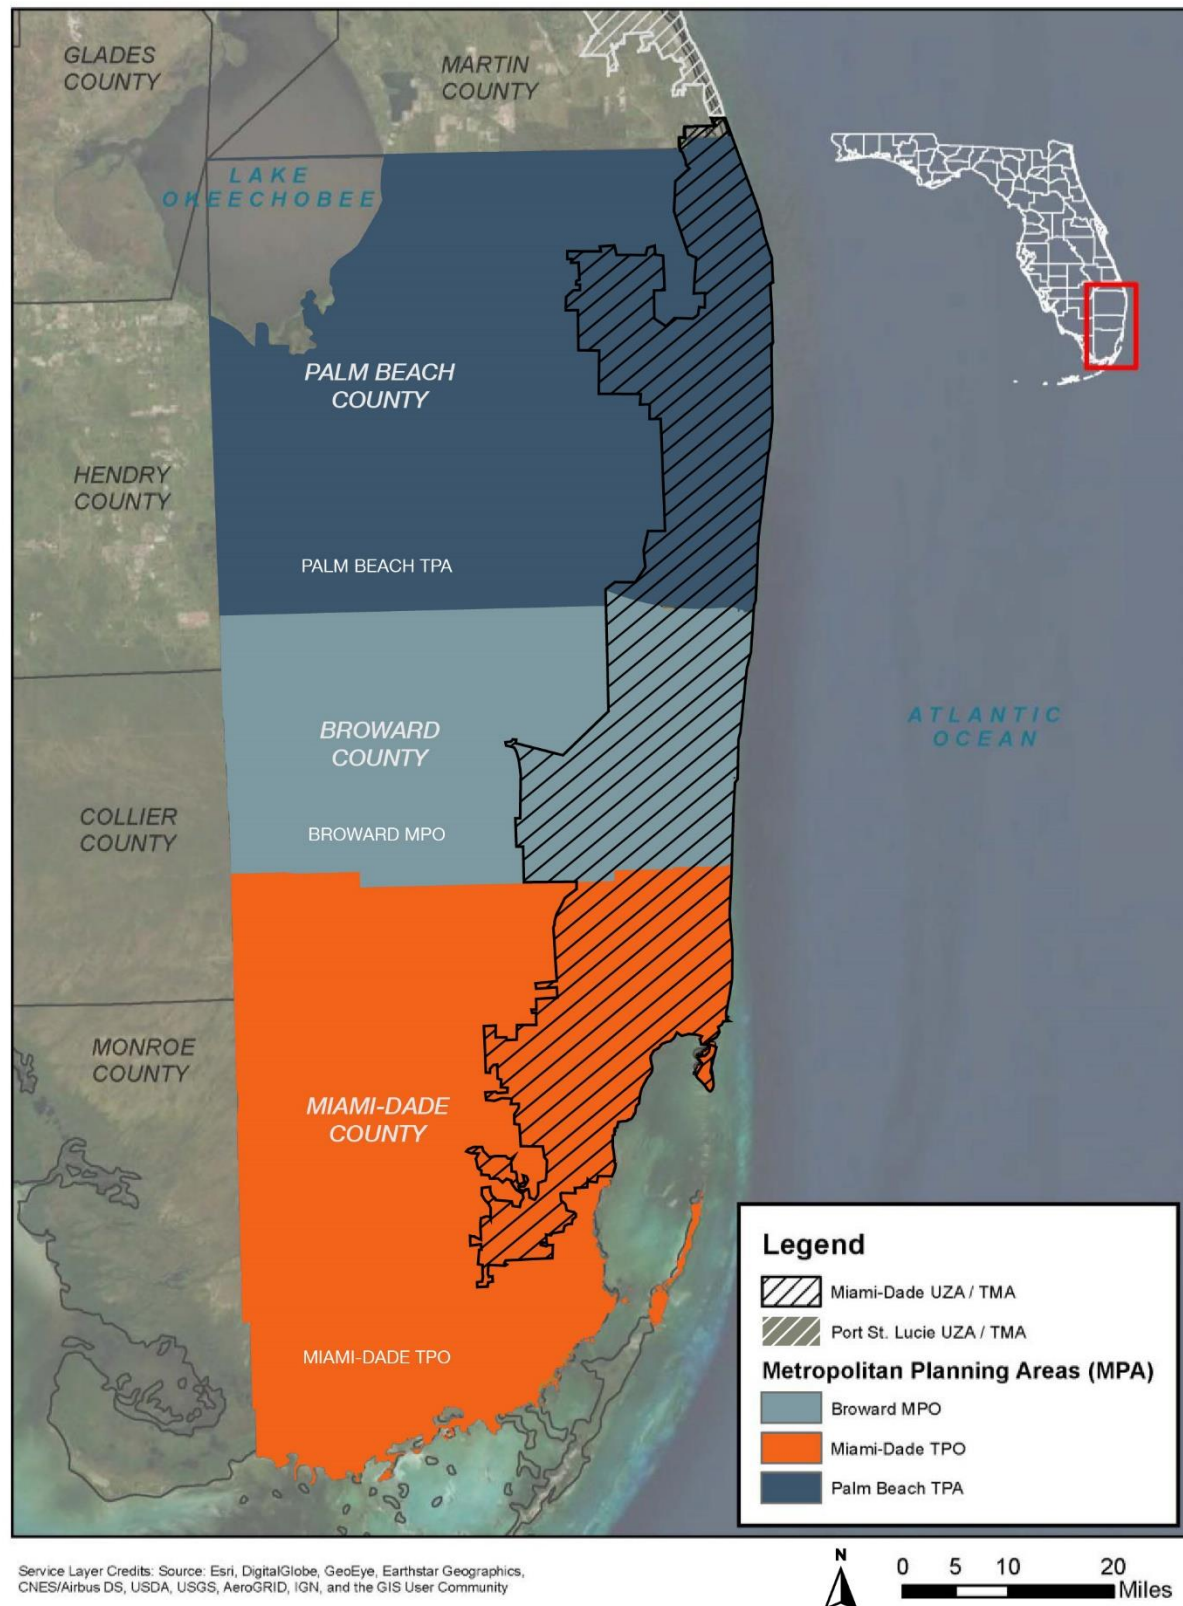 GLADES
COUNTY
MARTIN
COUNTY
LAKE
OKEECHOBEE
PALM BEACH
COUNTY
HENDRY
COUNTY
PALM BEACH TPA
ATLANTIC
OCEAN
BROWARD
COUNTY
COLLIER
COUNTY
BROWARD MPO
MONROE
COUNTY
MIAMI-DADE
COUNTY
MIAMI-DADE TPO
Legend
Miami-Dade UZA / TMA
Port St. Lucie UZA / TMA
Metropolitan Planning Areas (MPA)
Broward MPO
Miami-Dade TPO
Palm Beach TPA
Service Layer Credits: Source: Esri, DigitalGlobe, GeoEye, Earthstar Geographics,
CNES/Airbus DS, USDA, USGS, AeroGRID, IGN, and the GIS User Community
N
0 5 10 20
Miles